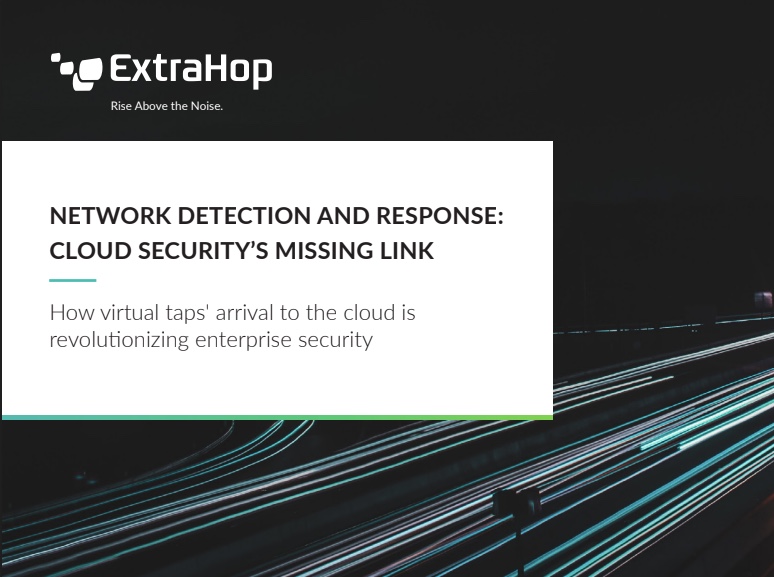 ExtraHop
Rise Above the Noise.
NETWORK DETECTION AND RESPONSE:
CLOUD SECURITY'S MISSING LINK
How virtual taps' arrival to the cloud is
revolutionizing enterprise security